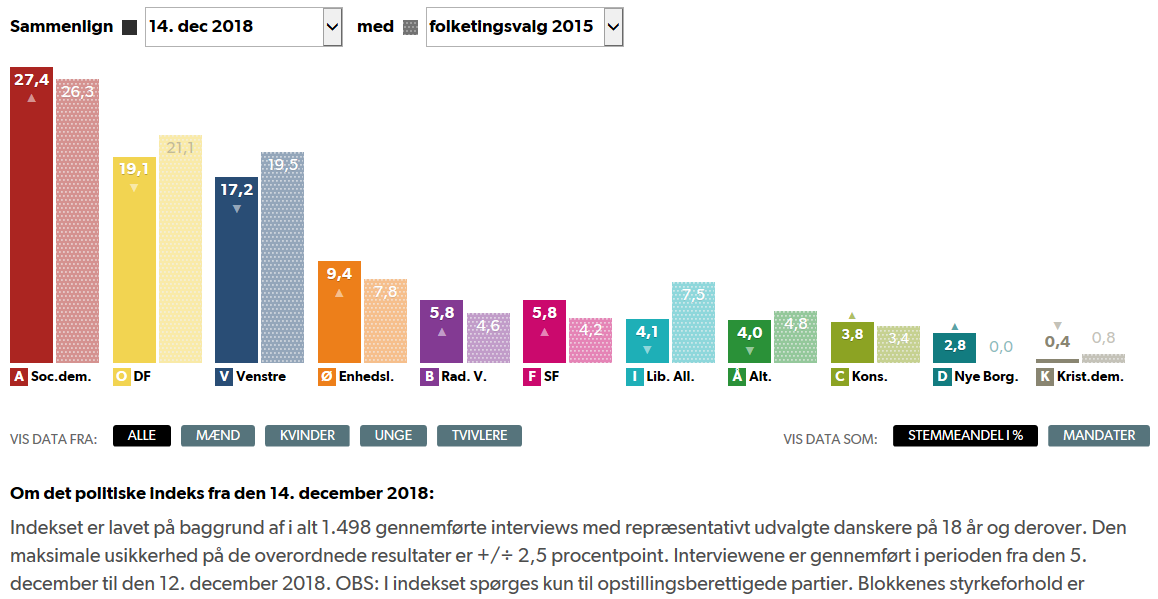 Sammenlign 14. dec 2018 med folketingsvalg 2015
27,4 26,3 19,1 21,1 17,2 19,5 9,4 7,8 5,8 4,6 5,8 4,2 4,1 7,5 4,0 4,8 3,8 3,4 2,8 0,0 0,4 0,8
A Soc.dem. O DF V Venstre Ø Enhedsl. B Rad. V. F SF I Lib. All. Å Alt. C Kons. D Nye Borg. K Krist.dem.
VIS DATA FRA: ALLE MÆND KVINDER UNGE TVIVLERE VIS DATA SOM: STEMMEANDEL I % MANDATER
Om det politiske indeks fra den 14. december 2018:
Indekset er lavet på baggrund af i alt 1.498 gennemførte interviews med repræsentativt udvalgte danskere på 18 år og derover. Den
maksimale usikkerhed på de overordnede resultater er +/÷ 2,5 procentpoint. Interviewene er gennemført i perioden fra den 5.
december til den 12. december 2018. OBS: I indekset spørges kun til opstillingsberettigede partier. Blokkenes styrkeforhold er